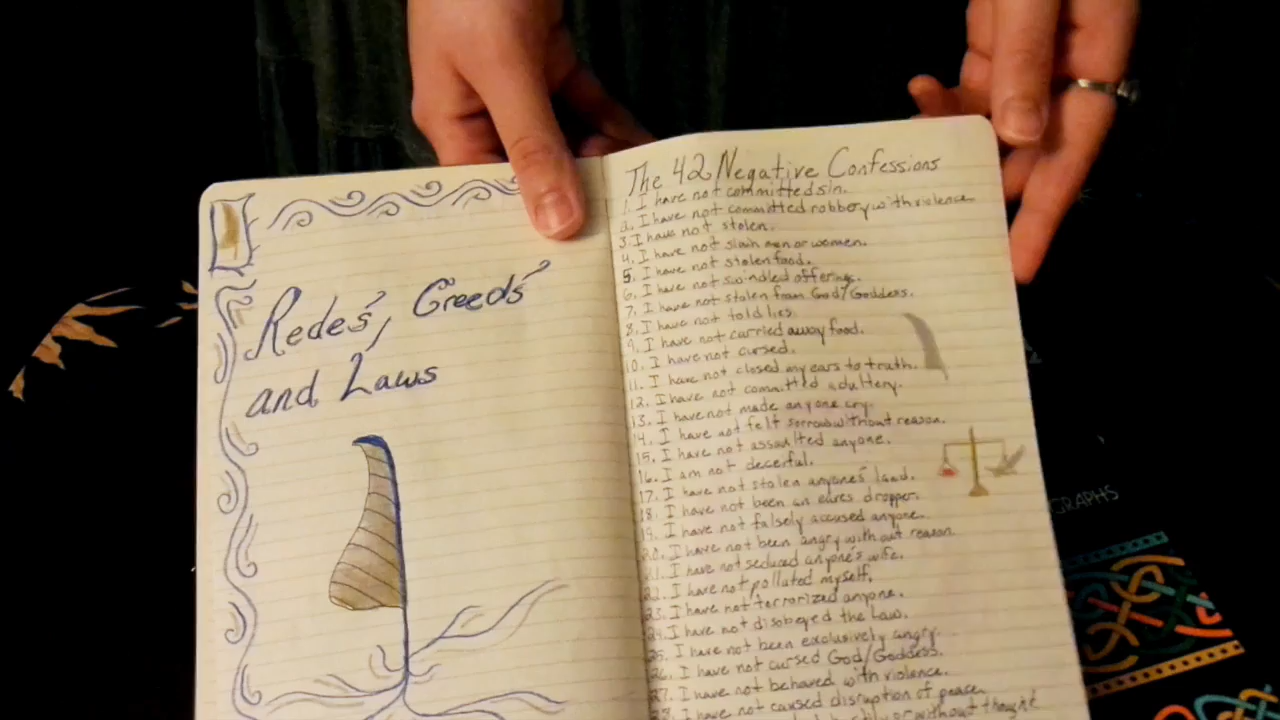 Redes', Creeds'
and Laws
The 42 Negative Confessions
1. I have not committed sin.
2. I have not committed robbery with violence
3. I have not stolen.
4. I have not slain men or women.
5. I have not stolen food.
6. I have not swindled offerings.
7. I have not stolen from God/Goddess.
8. I have not told lies.
9. I have not carried away food.
10. I have not cursed.
11. I have not closed my ears to truth.
12. I have not committed adultery.
13. I have not made anyone cry.
14. I have not felt sorrow without reason.
15. I have not assaulted anyone.
16. I am not deceitful.
17. I have not stolen anyones' land.
18. I have not been an eaves dropper.
19. I have not falsely accused anyone.
20. I have not been angry without reason.
21. I have not seduced anyone's wife.
22. I have not polluted myself.
23. I have not terrorized anyone.
24. I have not disobeyed the Law.
25. I have not been exclusively angry.
26. I have not cursed God/Goddess.
27. I have not behaved with violence.
28. I have not caused disruption of peace.
hastily or without thought
GRAPHS